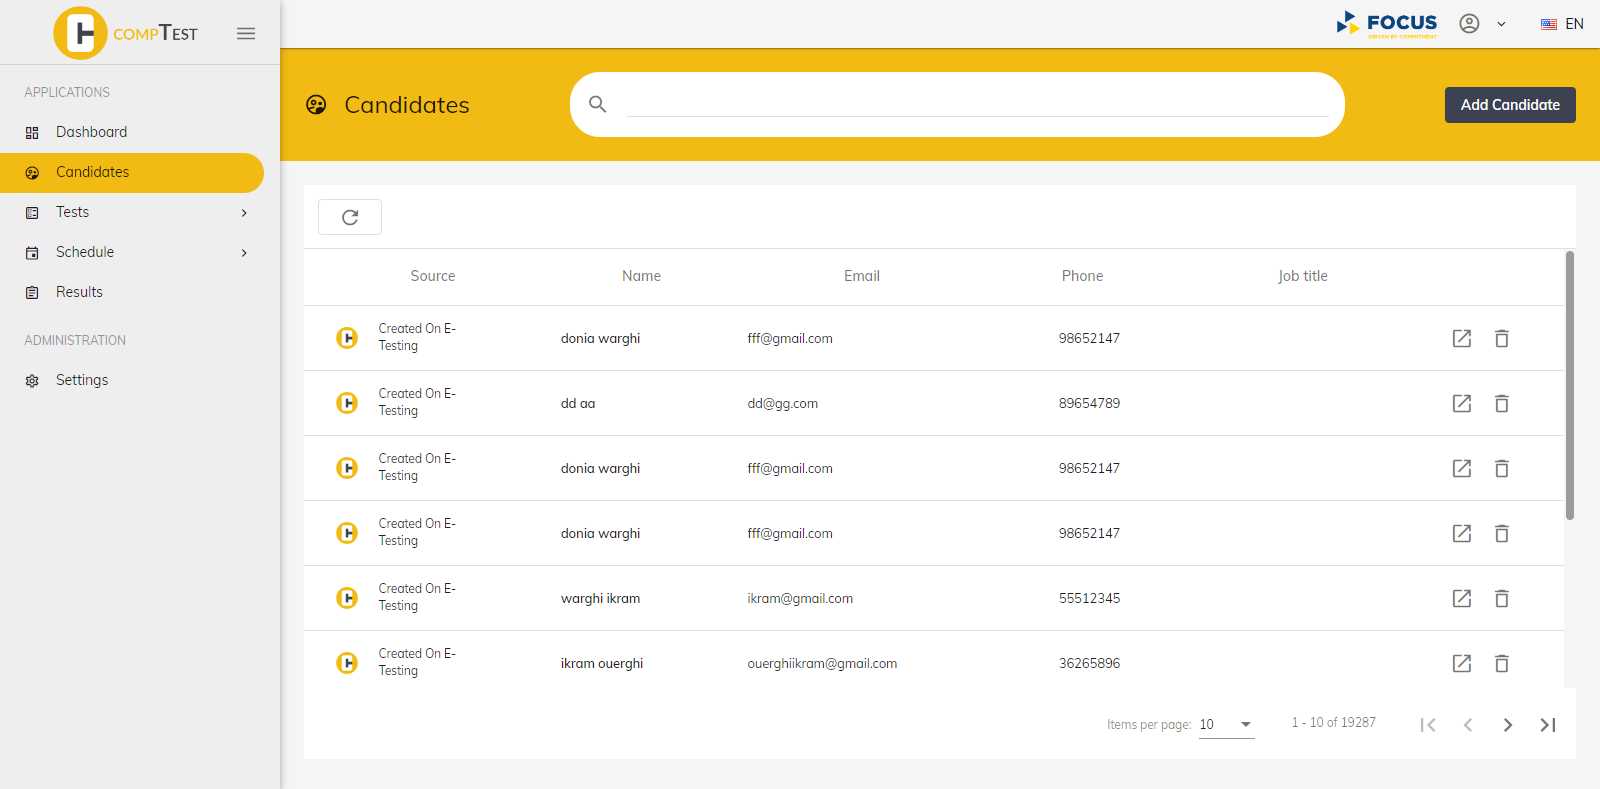 COMPTEST
FOCUS
DRIVEN BY COMMITMENT
EN
APPLICATIONS
Dashboard
Candidates
Tests
Schedule
Results
ADMINISTRATION
Settings
Candidates
Add Candidate
Source Name Email Phone Job title
Created On E-
Testing
donia warghi fff@gmail.com 98652147
Created On E-
Testing
dd aa dd@gg.com 89654789
Created On E-
Testing
donia warghi fff@gmail.com 98652147
Created On E-
Testing
donia warghi fff@gmail.com 98652147
Created On E-
Testing
warghi ikram ikram@gmail.com 55512345
Created On E-
Testing
ikram ouerghi ouerghiikram@gmail.com 36265896
Items per page: 10 1 - 10 of 19287